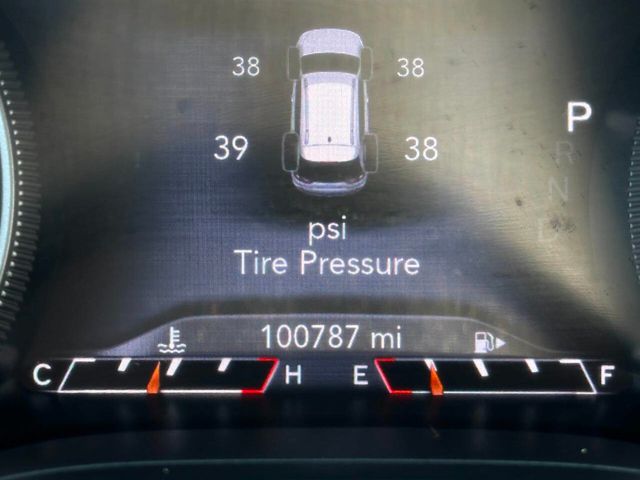 38 38
P
39 38
R
N
D
psi
Tire Pressure
100787 mi
C H E F